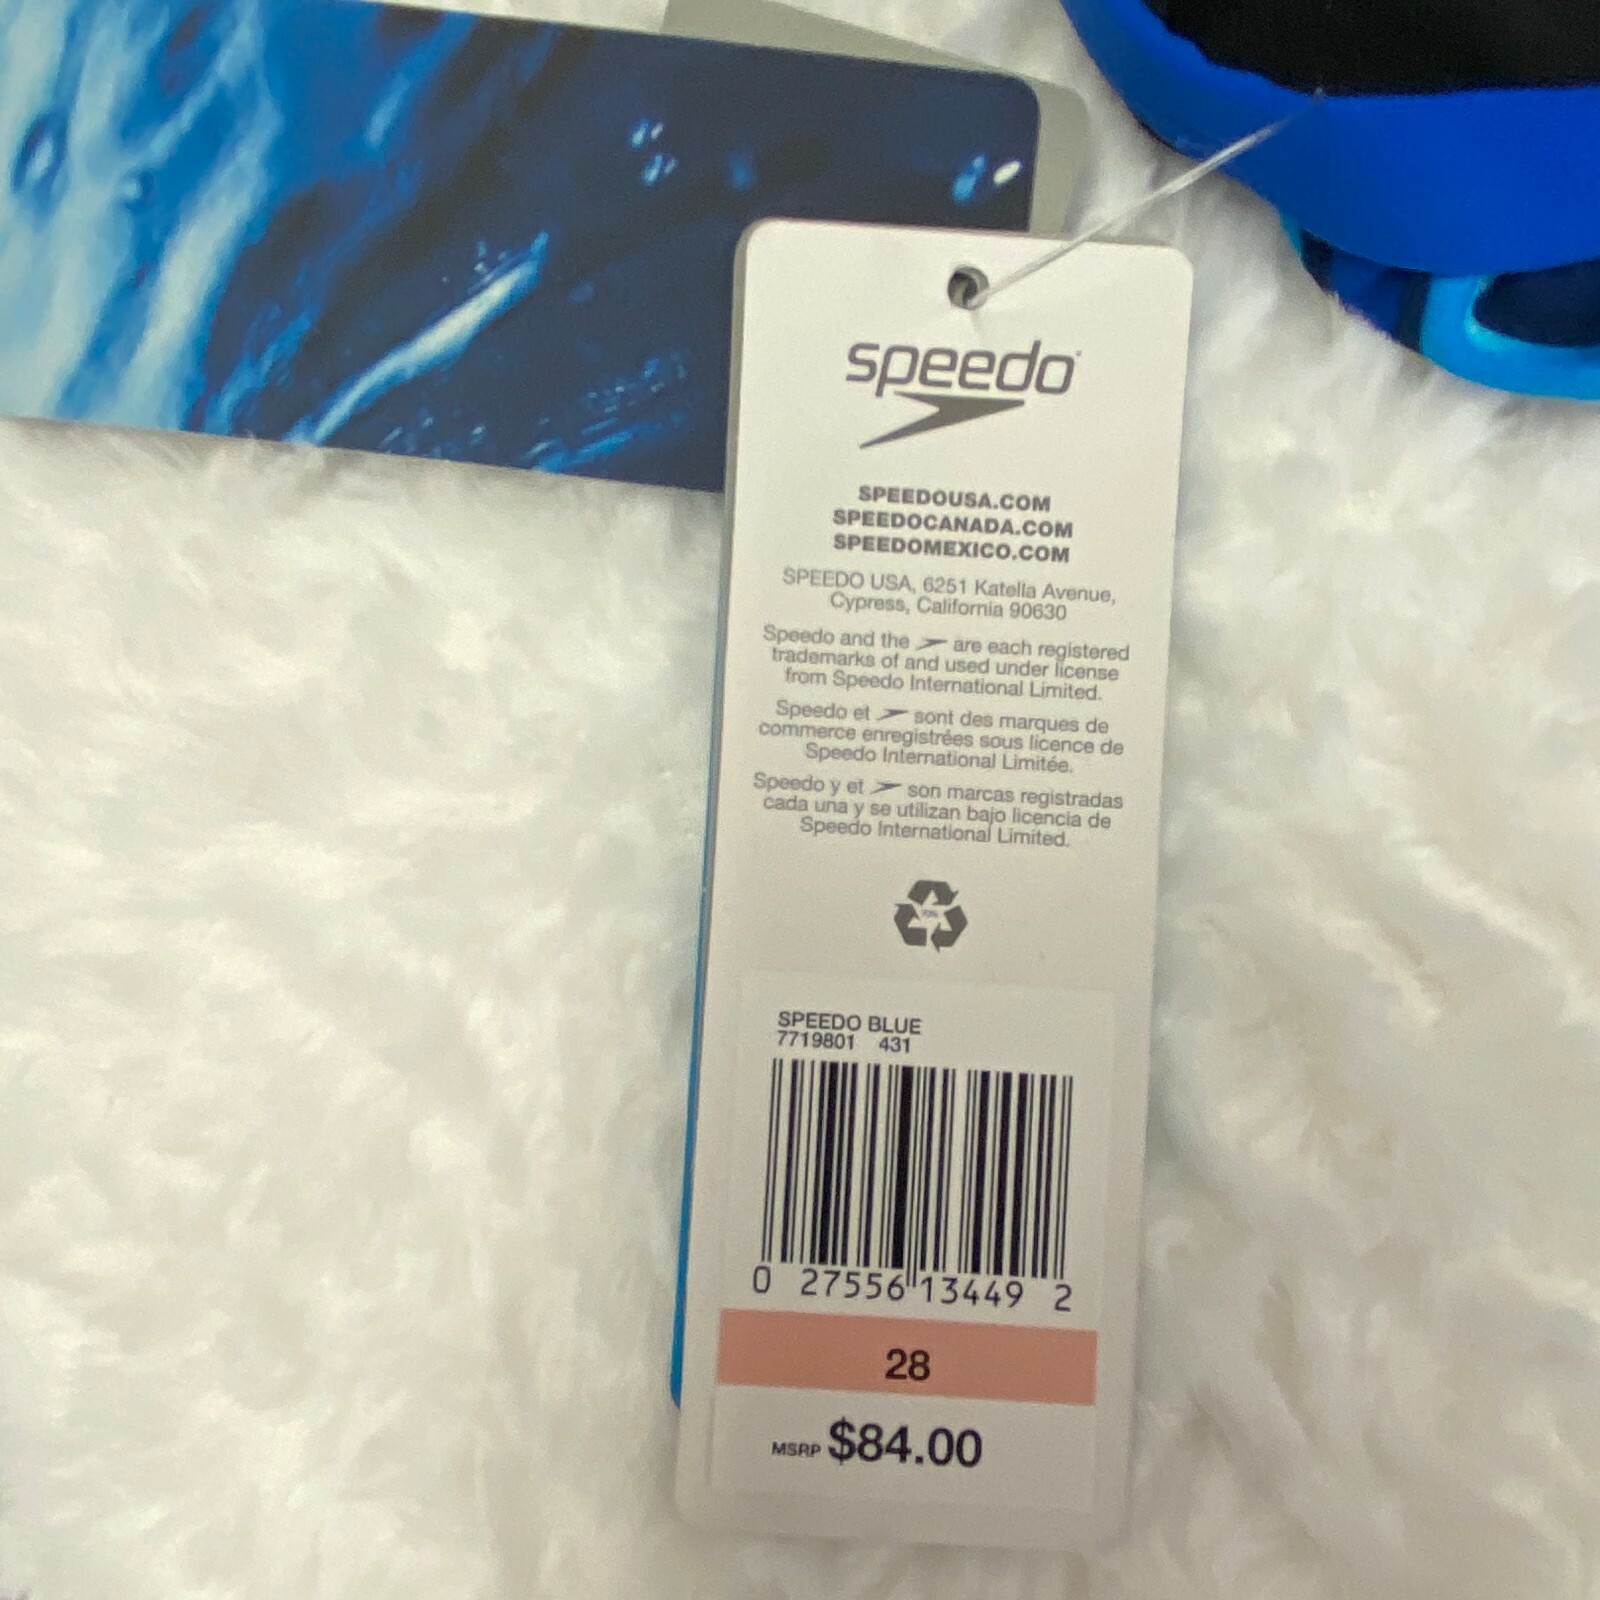 speedo
SPEEDOUSA.COM
SPEEDOCANADA.COM
SPEEDOMEXICO.COM
SPEEDO USA, 6251 Katella Avenue,
Cypress, California 90630
Speedo and the are each registered
trademarks of and used under license
from Speedo International Limited.
Speedo et sont des marques de
commerce enregistrées sous licence de
Speedo International Limitée.
Speedo y et son marcas registradas
cada una y se utilizan bajo licencia de
Speedo International Limited.
SPEEDO BLUE
7719801 431
0 27556 13449 2
28
MSRP $84.00